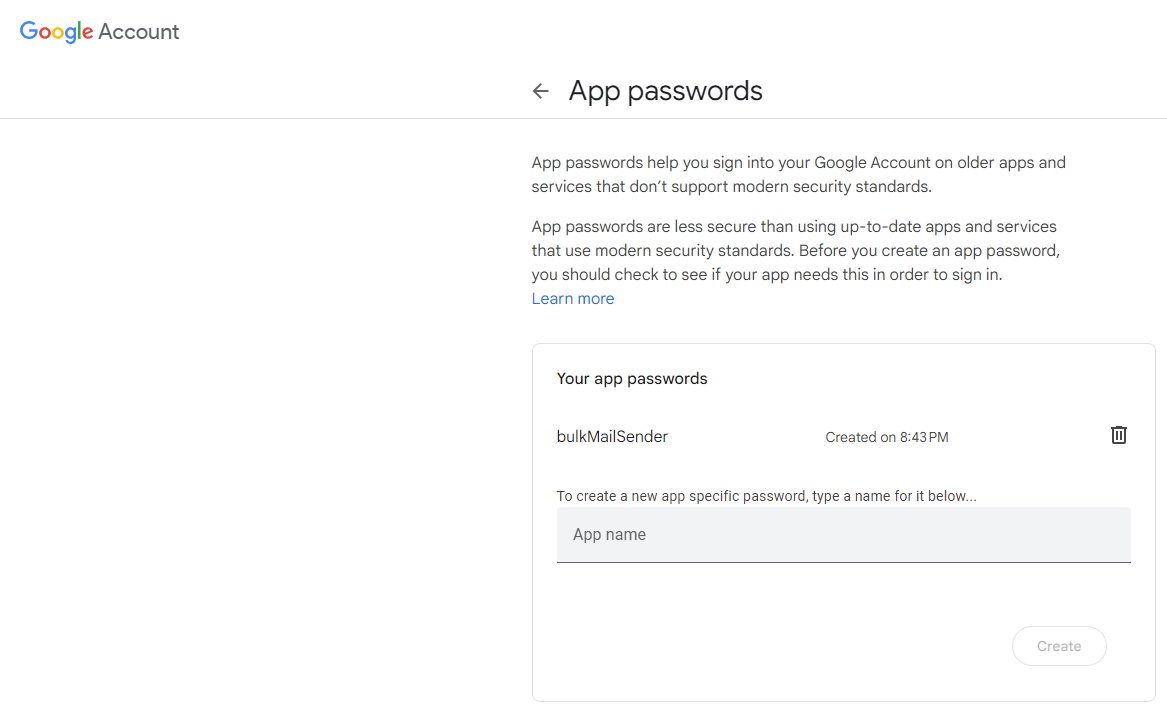 Google Account
App passwords
App passwords help you sign into your Google Account on older apps and
services that don’t support modern security standards.
App passwords are less secure than using up-to-date apps and services
that use modern security standards. Before you create an app password,
you should check to see if your app needs this in order to sign in.
Learn more
Your app passwords
bulkMailSender Created on 8:43 PM
To create a new app specific password, type a name for it below...
App name
Create